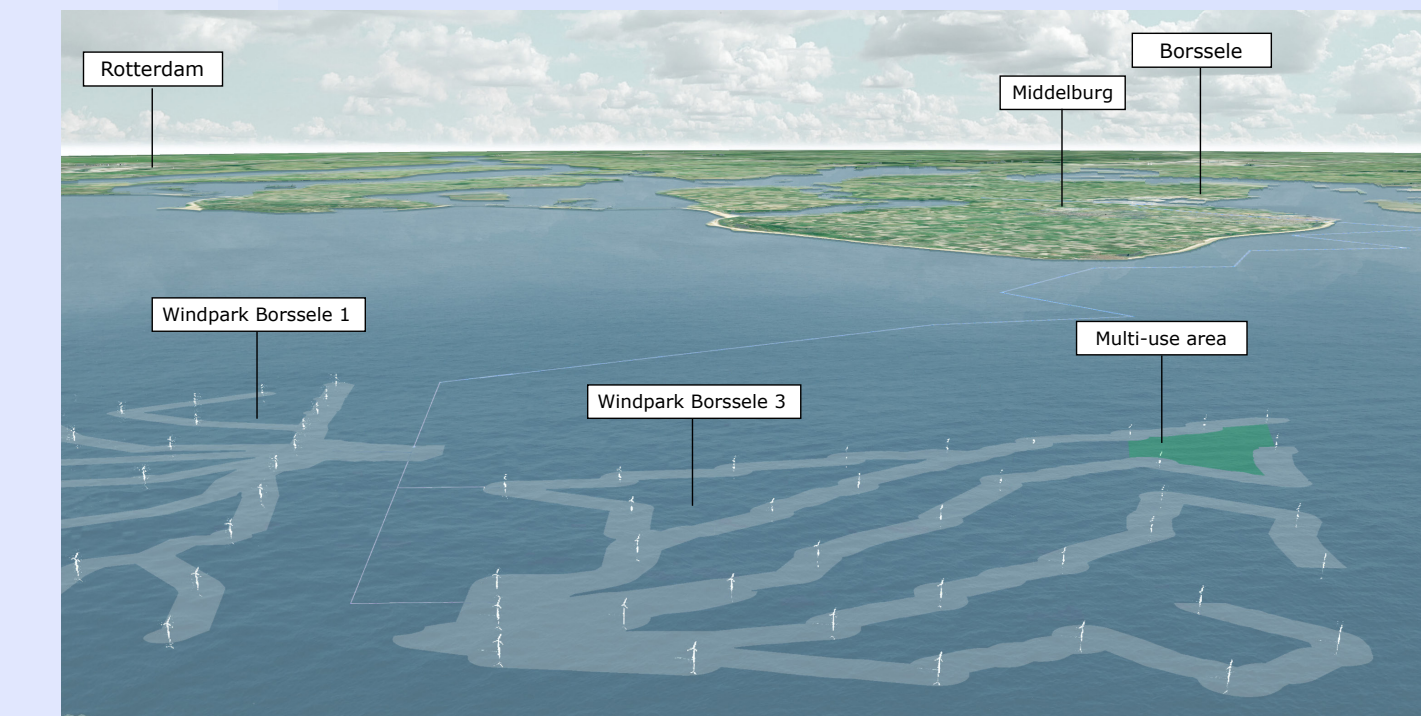 Rotterdam
Borssele
Middelburg
Windpark Borssele 1
Multi-use area
Windpark Borssele 3